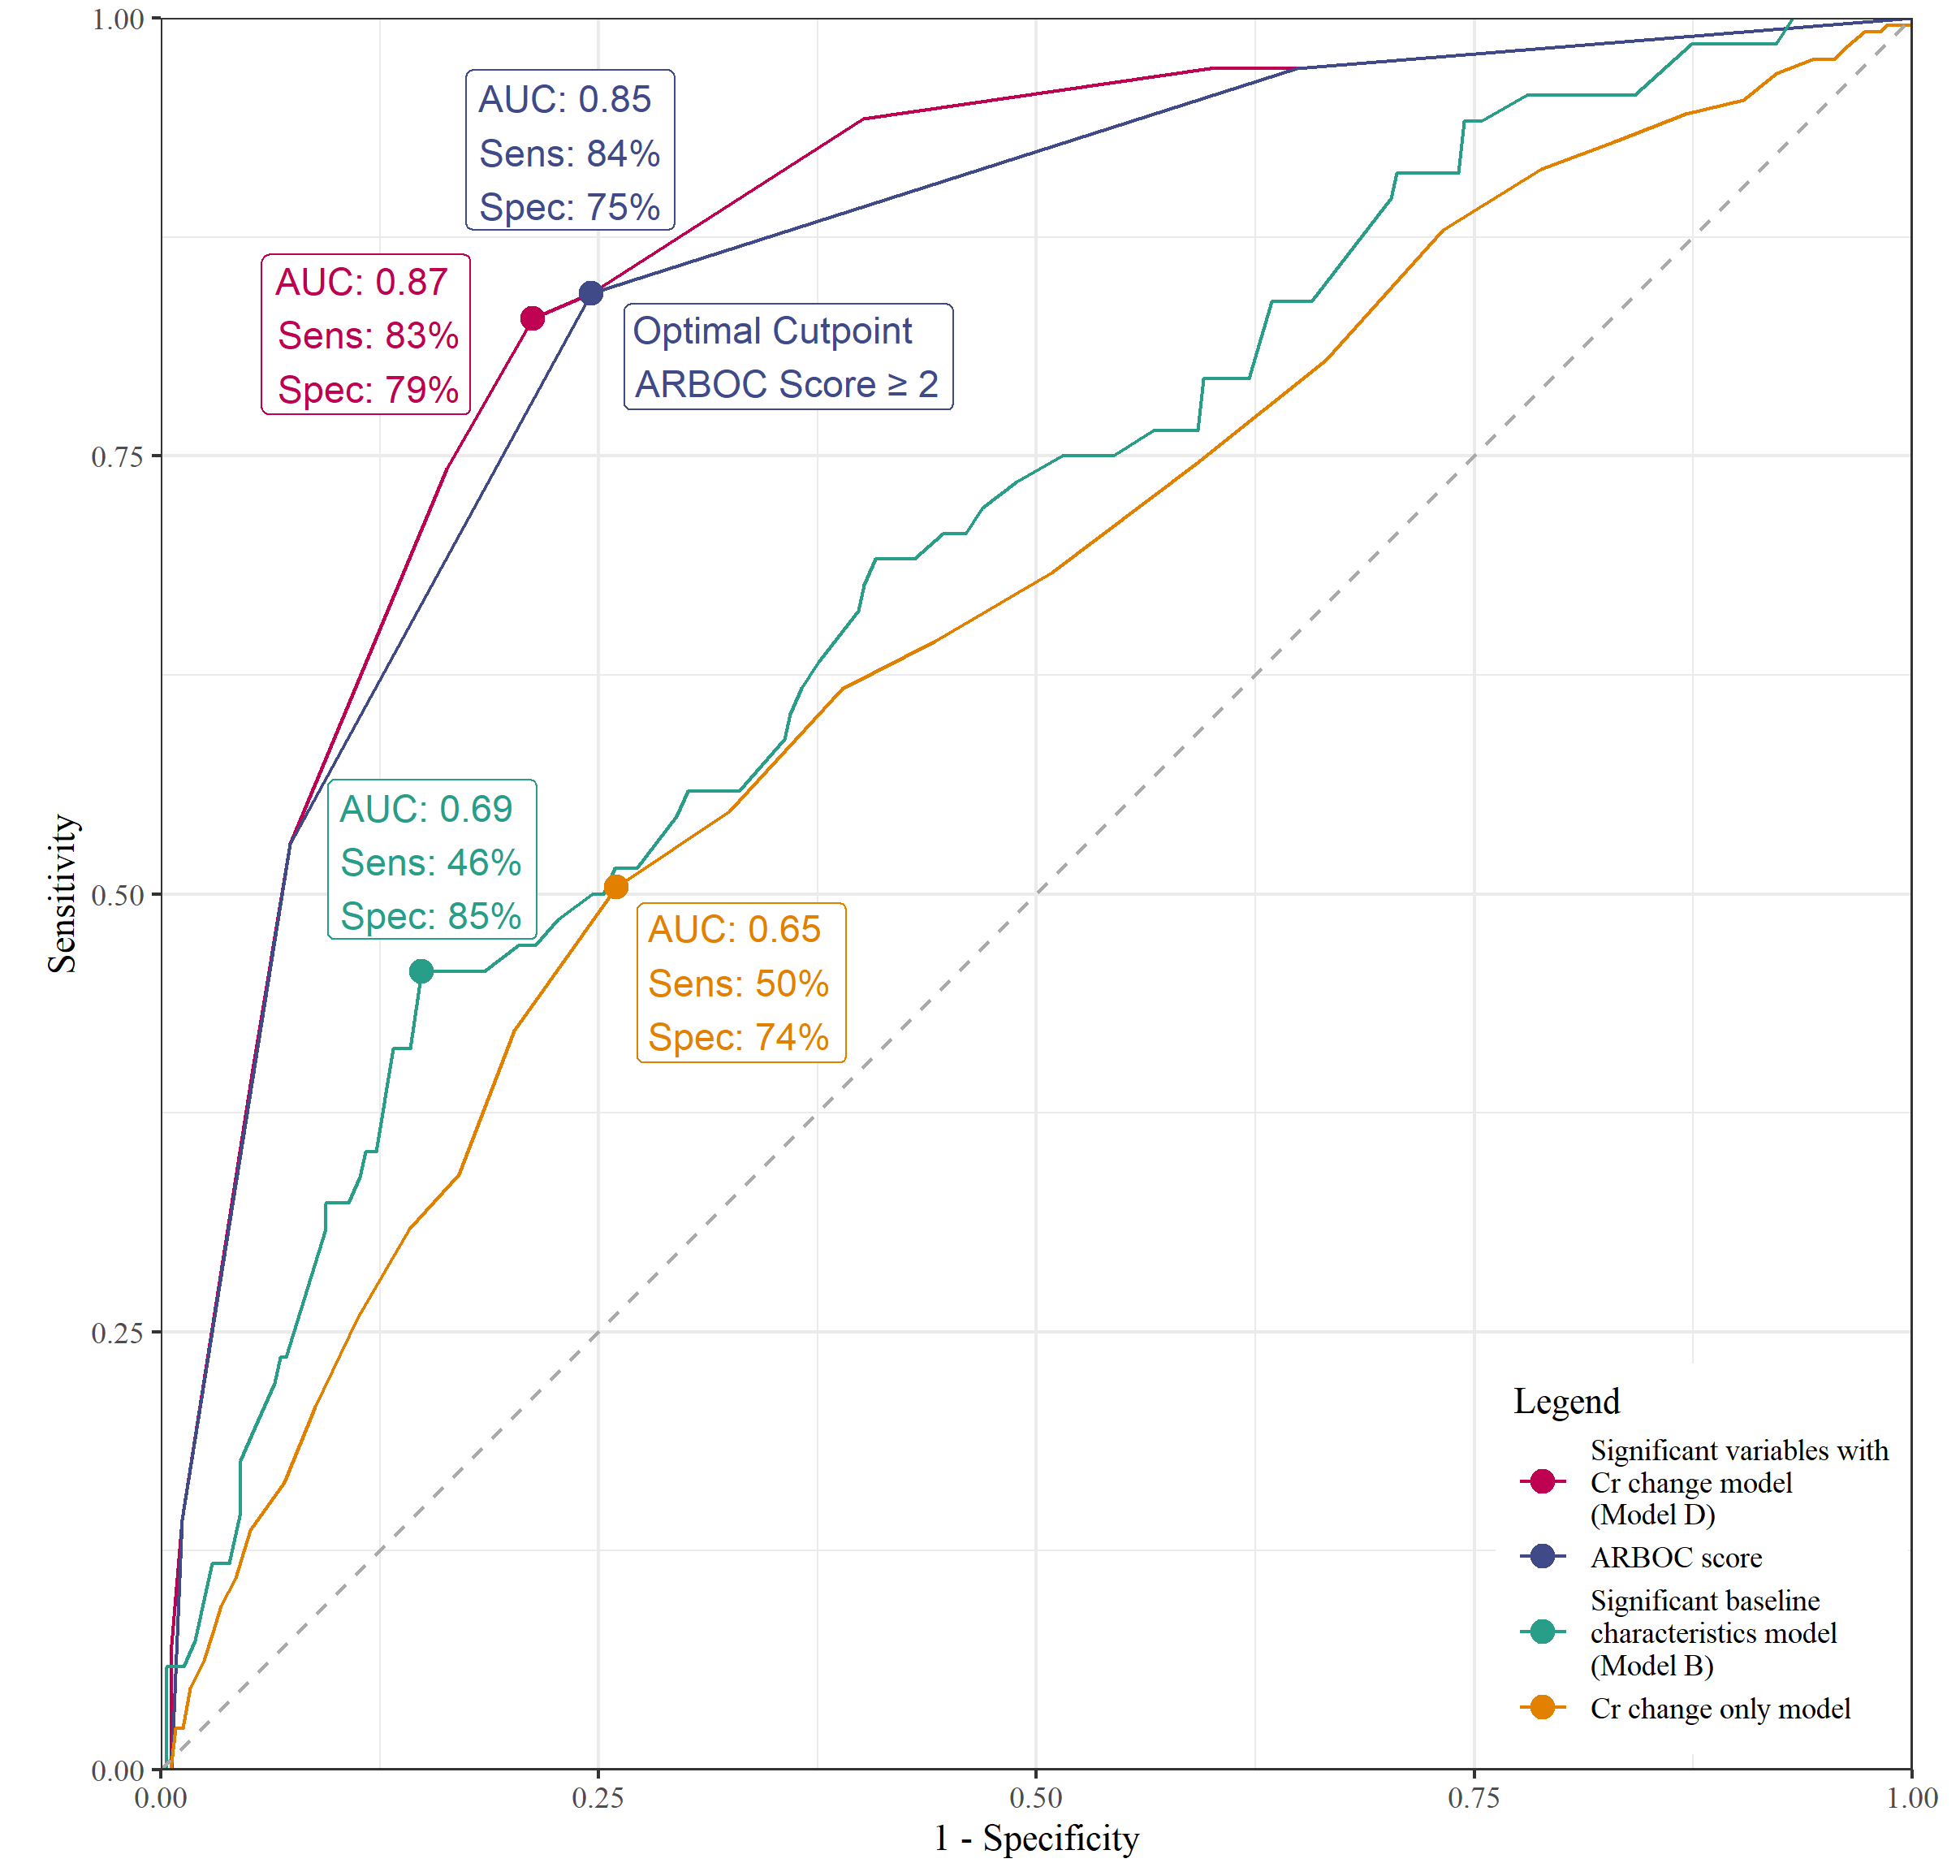 1.00
0.75
0.50
0.25
0.00
Sensitivity
AUC: 0.85
Sens: 84%
Spec: 75%
AUC: 0.87
Sens: 83%
Spec: 79%
Optimal Cutpoint
ARBOC Score ≥ 2
AUC: 0.69
Sens: 46%
Spec: 85%
AUC: 0.65
Sens: 50%
Spec: 74%
Legend
Significant variables with
Cr change model
(Model D)
ARBOC score
Significant baseline
characteristics model
(Model B)
Cr change only model
0.00
0.25
0.50
0.75
1.00
1 - Specificity